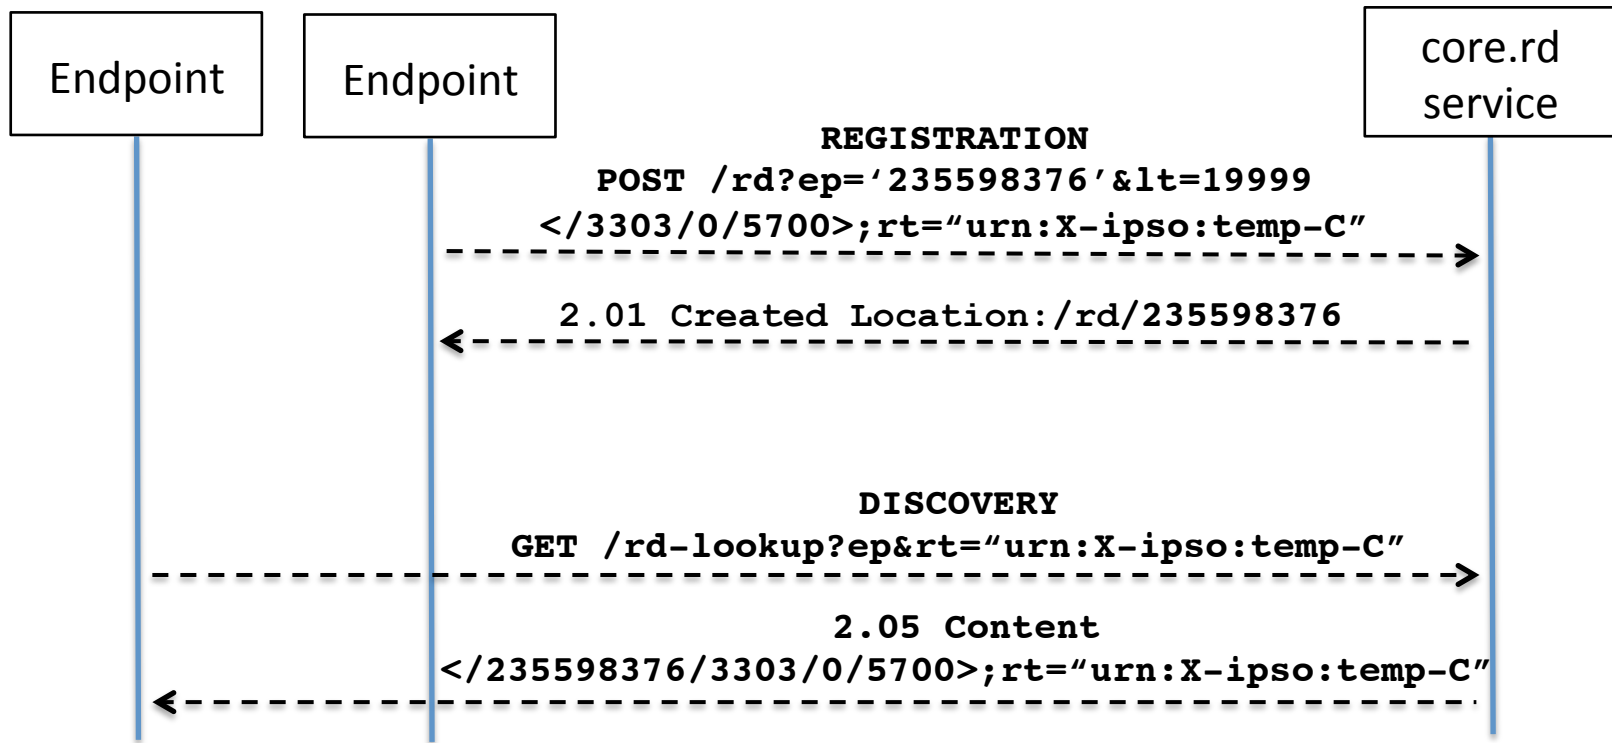 Endpoint
Endpoint
core.rd
service
REGISTRATION
POST /rd?ep=‘235598376’&lt=19999
</3303/0/5700>;rt=“urn:X-ipso:temp-C”
2.01 Created Location:/rd/235598376
DISCOVERY
GET /rd-lookup?ep&rt=“urn:X-ipso:temp-C”
2.05 Content
</235598376/3303/0/5700>;rt=“urn:X-ipso:temp-C”